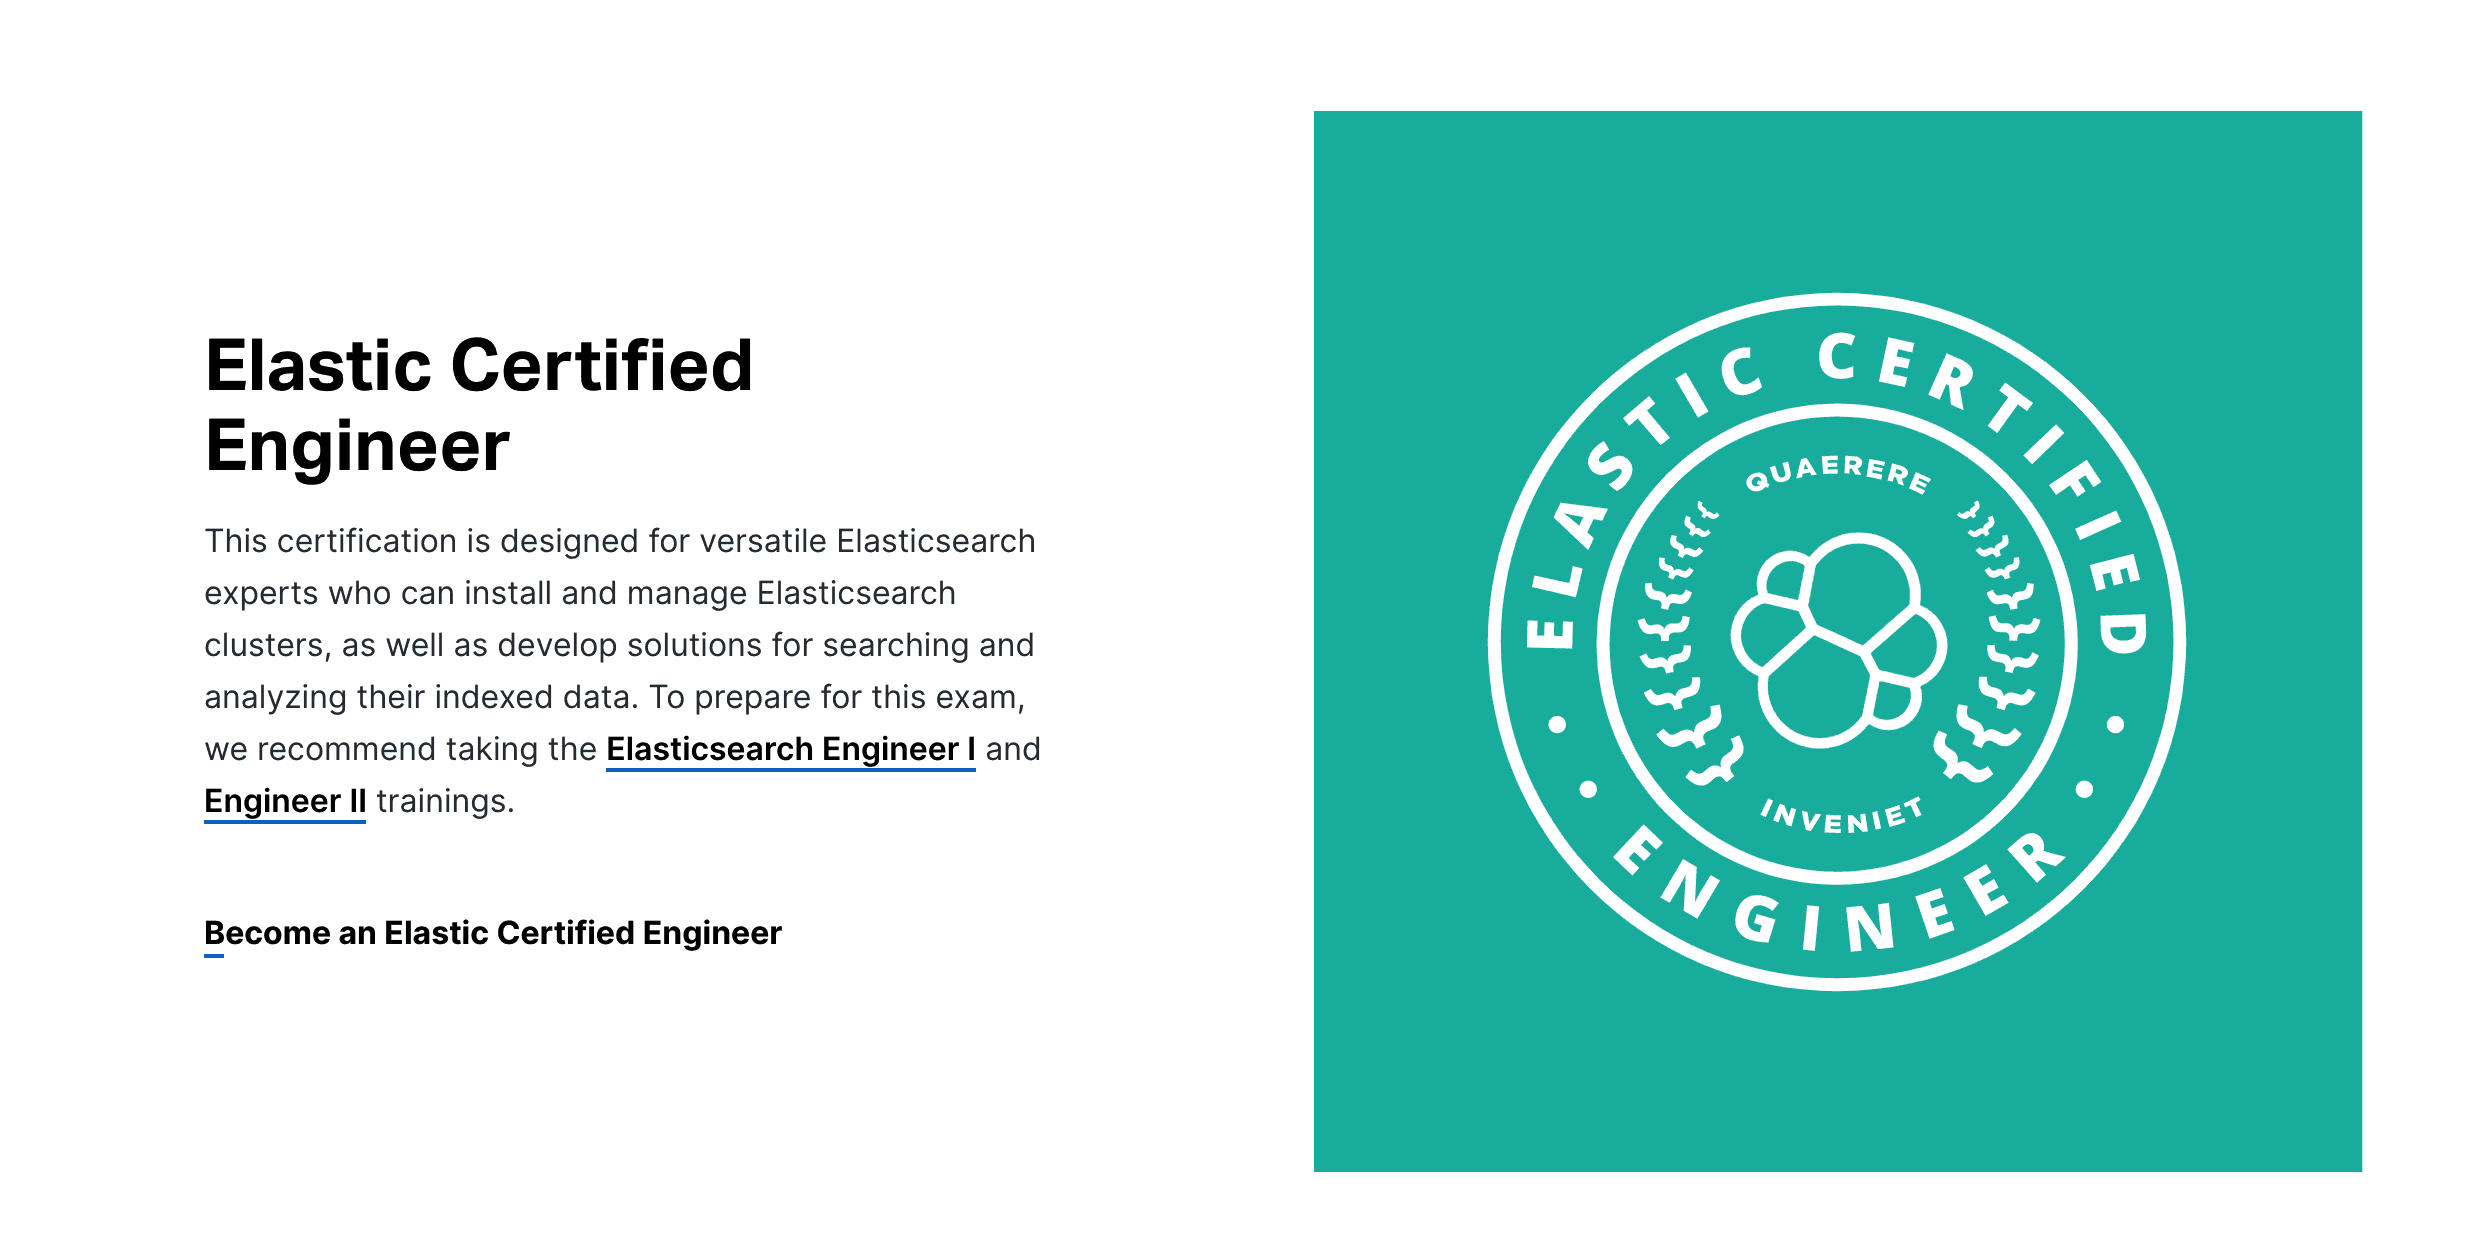 Elastic Certified
Engineer
This certification is designed for versatile Elasticsearch
experts who can install and manage Elasticsearch
clusters, as well as develop solutions for searching and
analyzing their indexed data. To prepare for this exam,
we recommend taking the Elasticsearch Engineer I and
Engineer II trainings.
Become an Elastic Certified Engineer
ELASTIC CERTIFIED
QUAERERE
INVENIET
ENGINEER